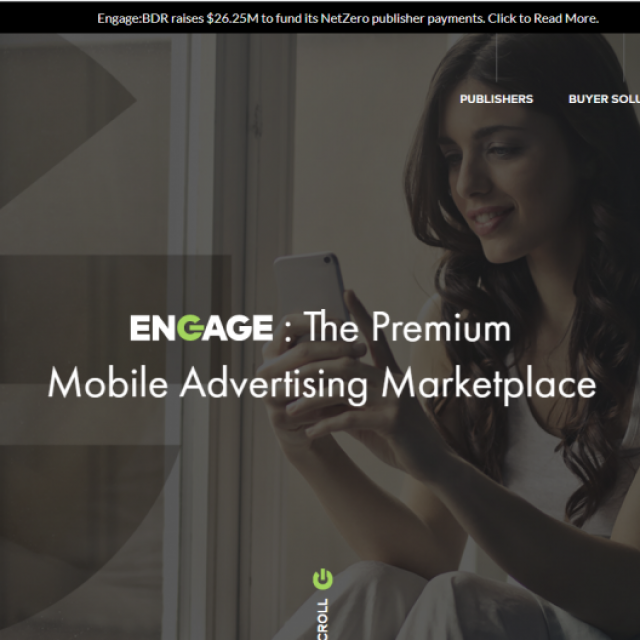 Engage:BDR raises $26.25M to fund its NetZero publisher payments. Click to Read More.
PUBLISHERS BUYER SOLU
ENGAGE : The Premium
Mobile Advertising Marketplace
CROLL